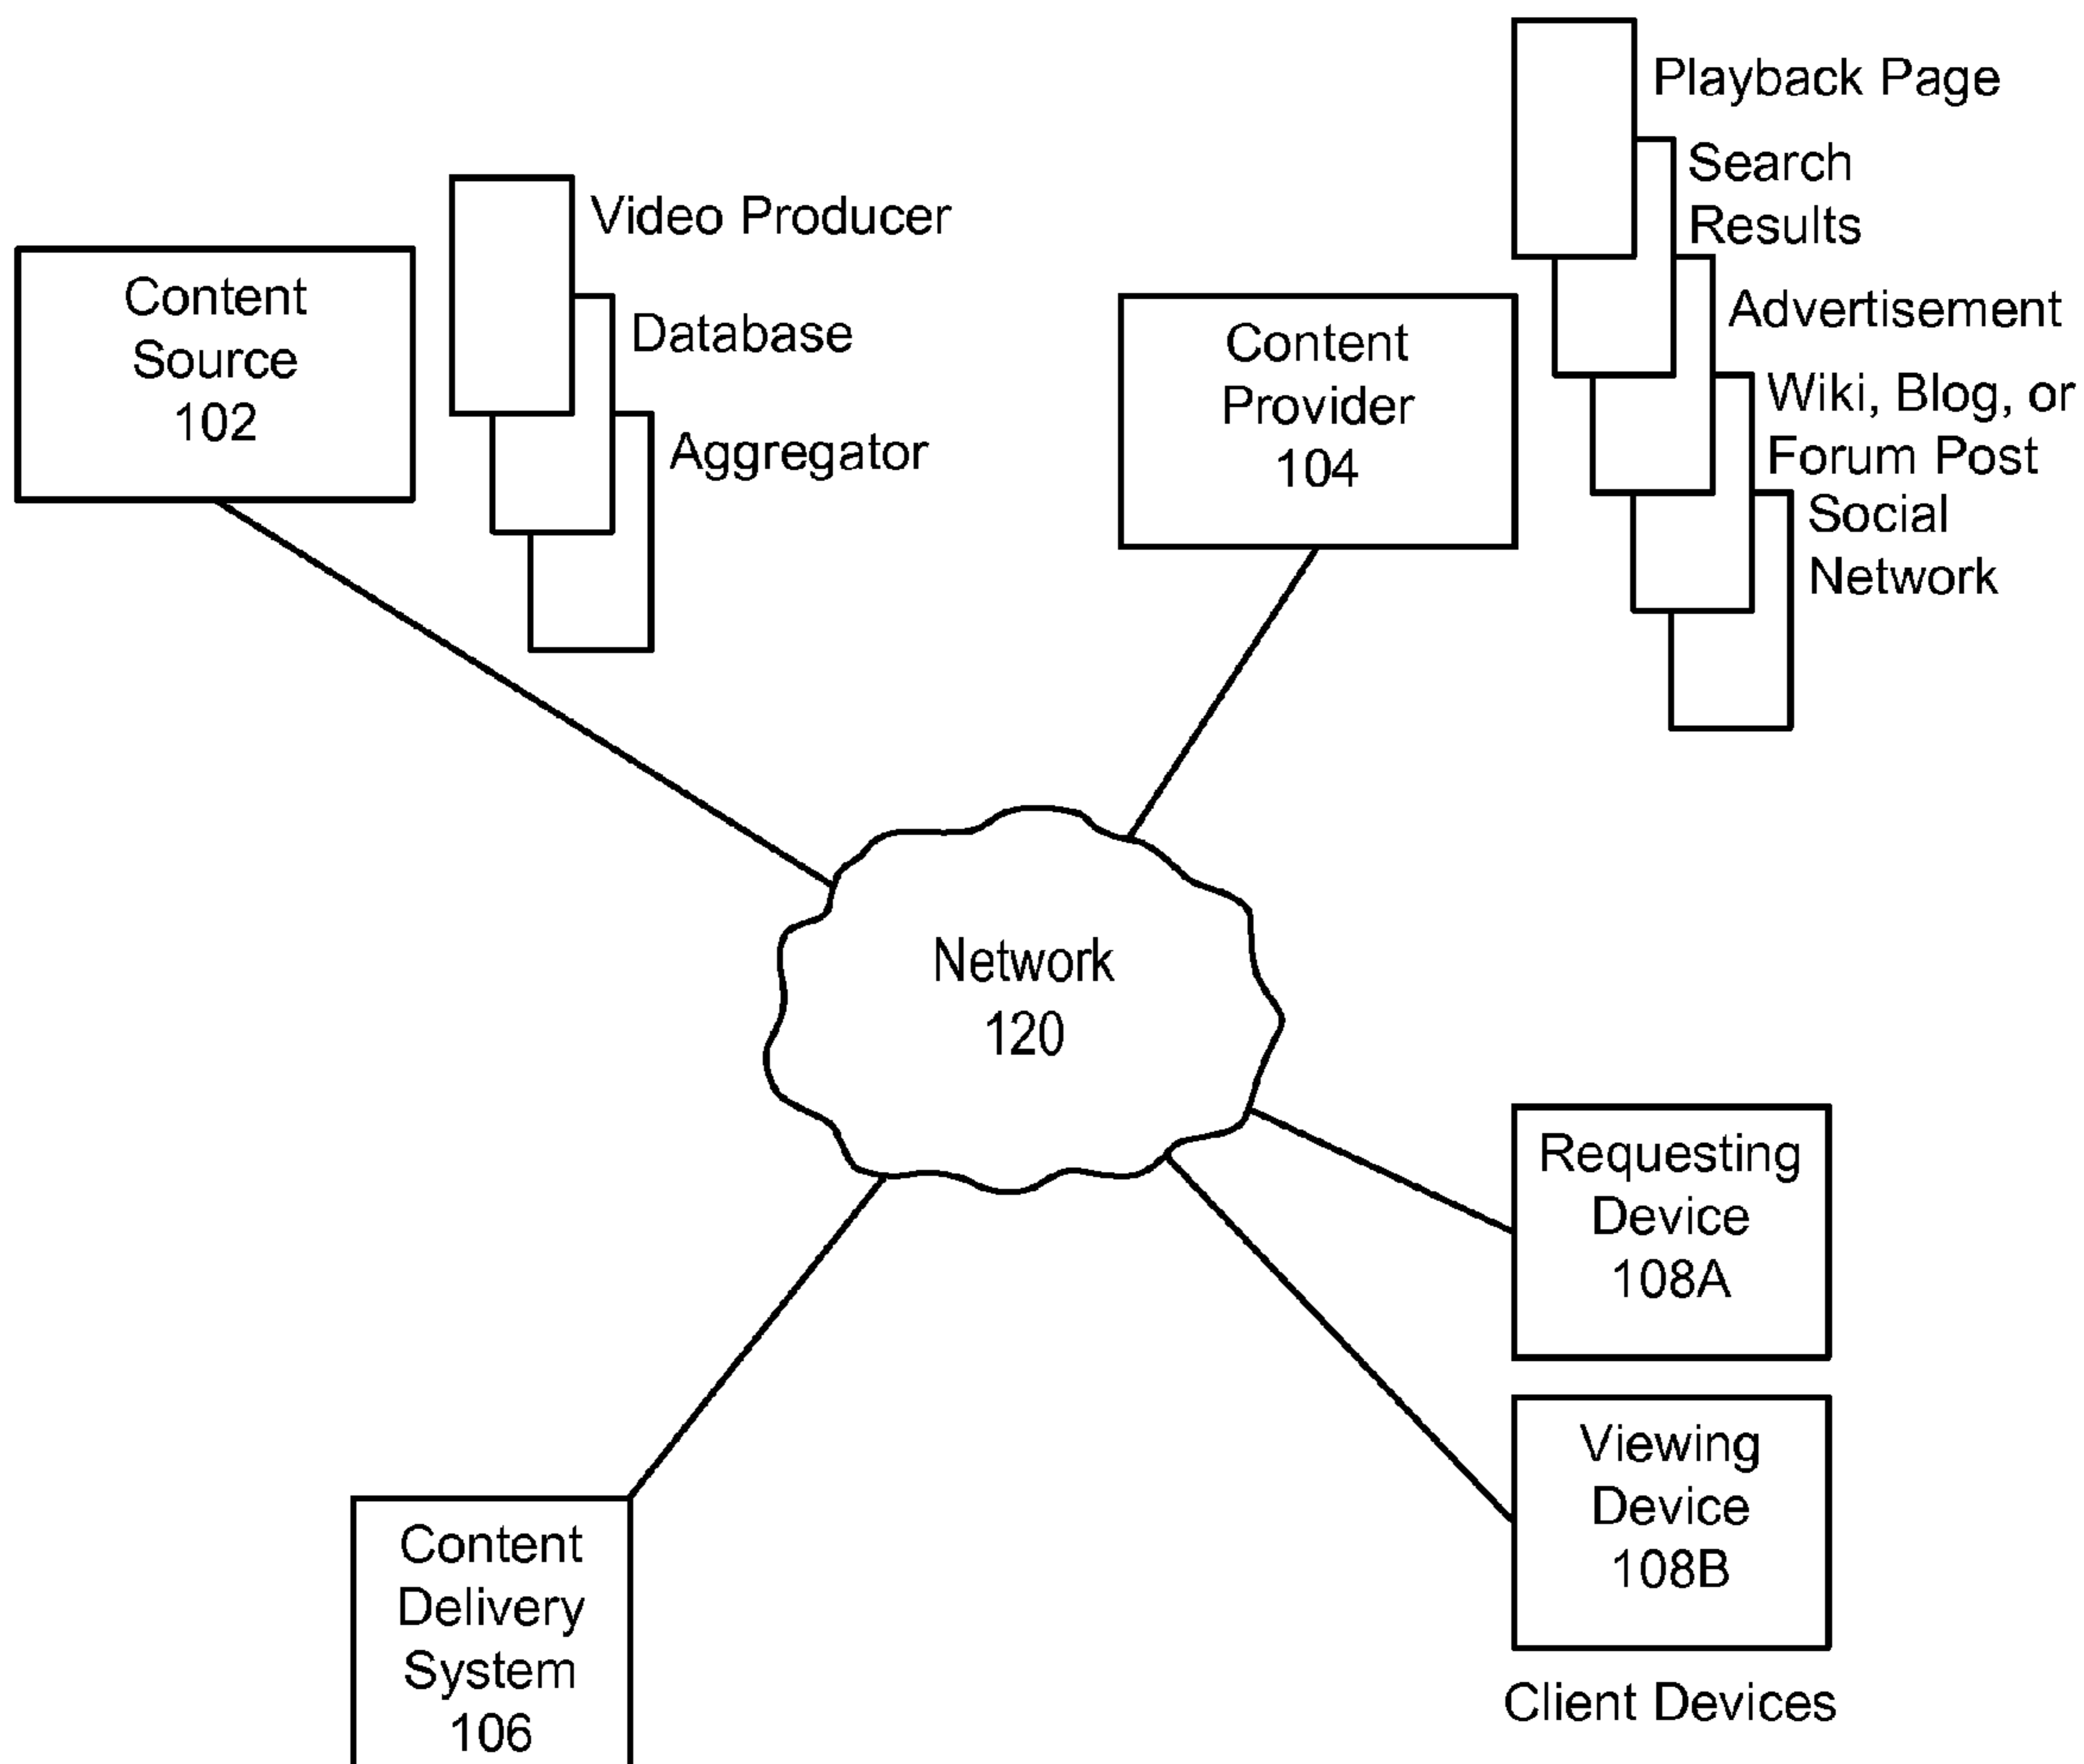 Content
Source
102
Video Producer
Database
Aggregator
Content
Provider
104
Playback Page
Search
Results
Advertisement
Wiki, Blog, or
Forum Post
Social
Network
Network
120
Requesting
Device
108A
Viewing
Device
108B
Client Devices
Content
Delivery
System
106